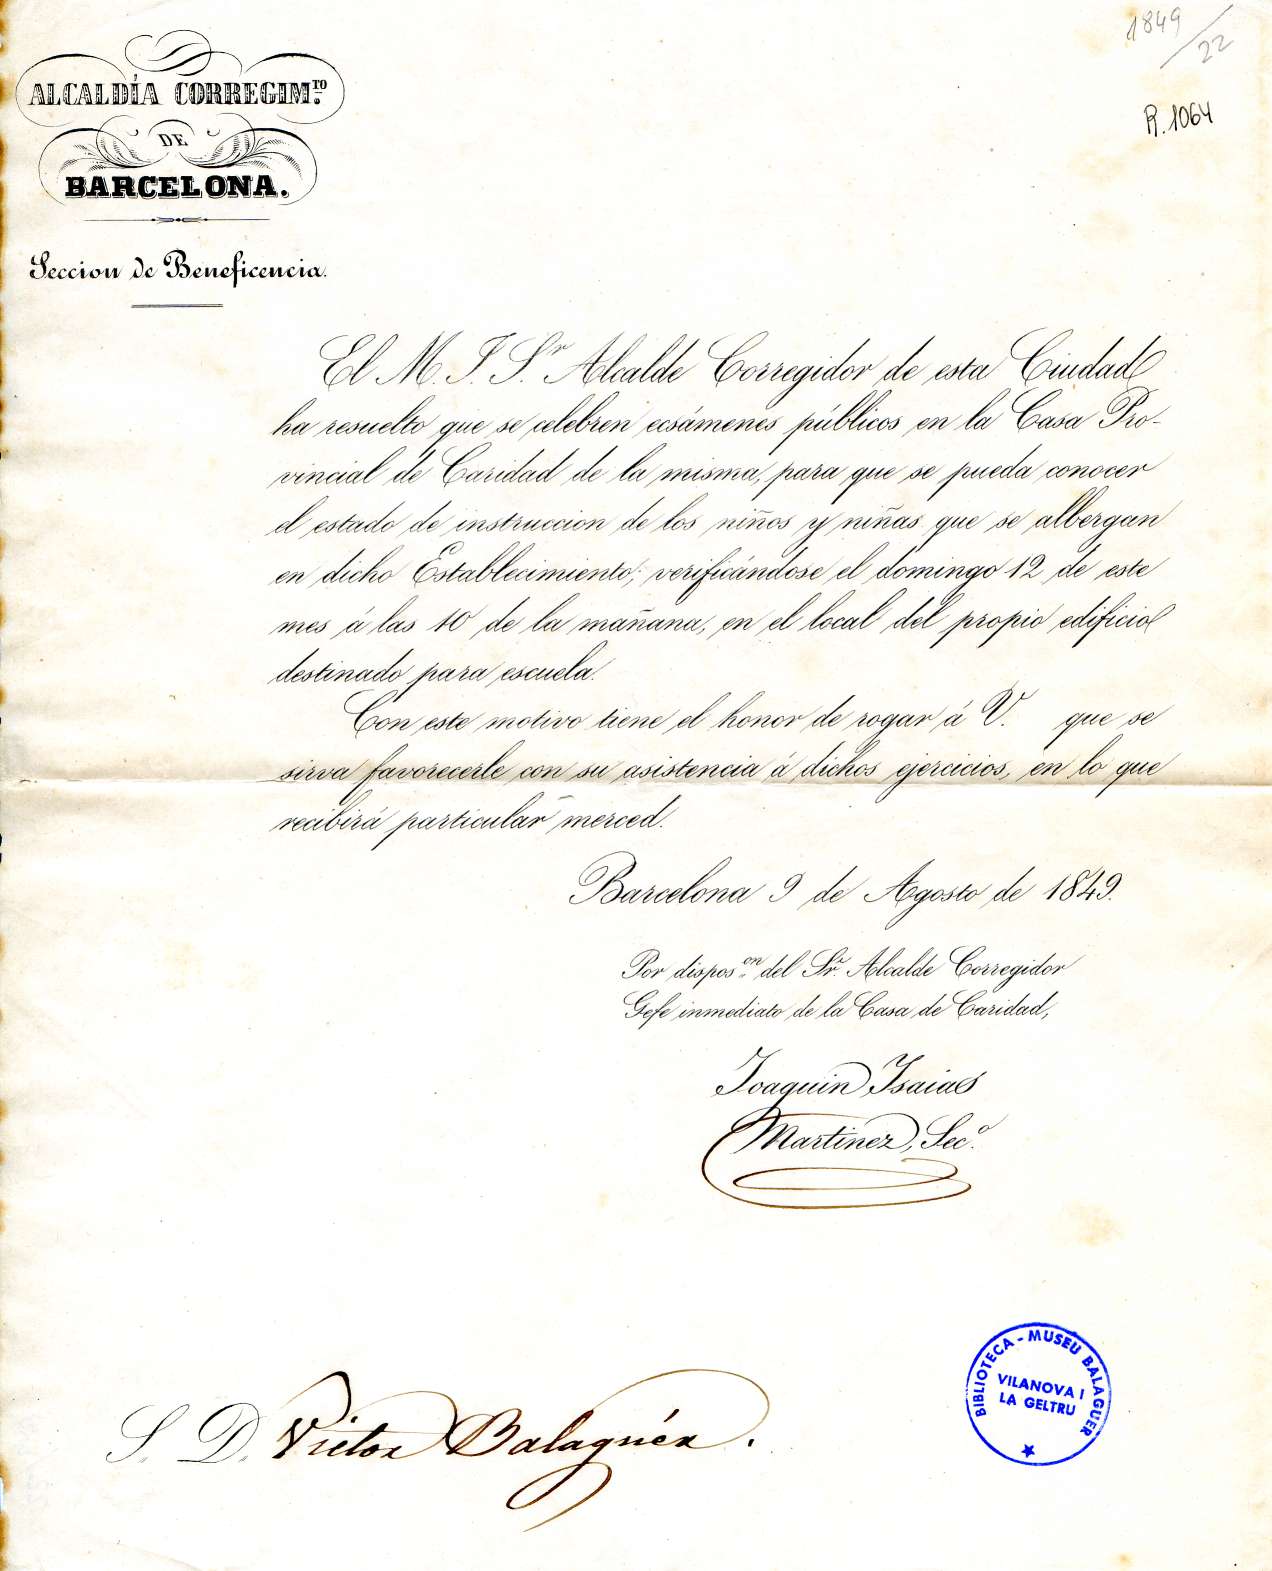 1849/22
R. 1064
ALCALDÍA CORREGIM.TO
DE
BARCELONA.
Seccion de Beneficencia.
El M. I. S.r Alcalde Corregidor de esta Ciudad
ha resuelto que se celebren ecsámenes públicos en la Casa Pro-
vincial de Caridad de la misma, para que se pueda conocer
el estado de instruccion de los niños y niñas que se albergan
en dicho Establecimiento; verificándose el domingo 12 de este
mes á las 10 de la mañana, en el local del propio edificio
destinado para escuela.
Con este motivo tiene el honor de rogar á V. que se
sirva favorecerle con su asistencia á dichos ejercicios, en lo que
recibirá particular merced.
Barcelona 9 de Agosto de 1849.
Por dispos.en del Sr. Alcalde Corregidor
Gefe inmediato de la Casa de Caridad,
Joaquin Isaias
Martinez, Sec.o
S. D. Victor Balaguér.
BIBLIOTECA - MUSEU BALAGUER
VILANOVA I
LA GELTRU